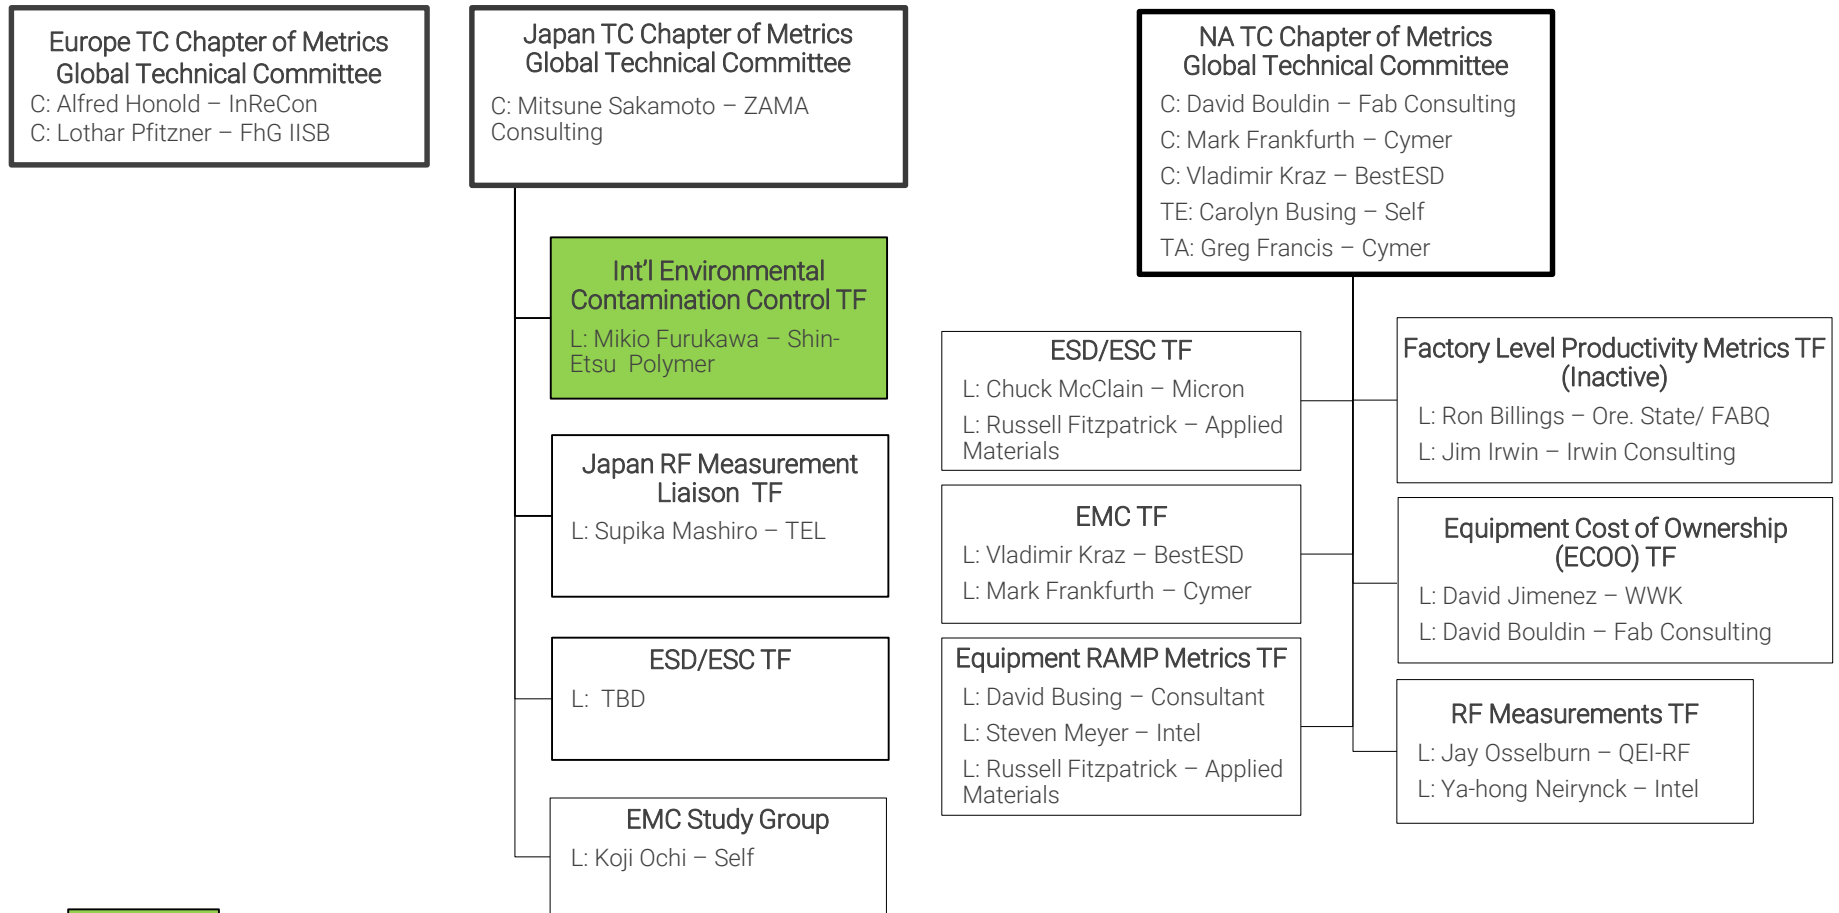 Europe TC Chapter of Metrics
Global Technical Committee
C: Alfred Honold – InReCon
C: Lothar Pfitzner – FhG IISB
Japan TC Chapter of Metrics
Global Technical Committee
C: Mitsune Sakamoto – ZAMA
Consulting
NA TC Chapter of Metrics
Global Technical Committee
C: David Bouldin – Fab Consulting
C: Mark Frankfurth – Cymer
C: Vladimir Kraz – BestESD
TE: Carolyn Busing – Self
TA: Greg Francis – Cymer
Int'l Environmental
Contamination Control TF
L: Mikio Furukawa – Shin-
Etsu Polymer
Japan RF Measurement
Liaison TF
L: Supika Mashiro – TEL
ESD/ESC TF
L: TBD
EMC Study Group
L: Koji Ochi – Self
ESD/ESC TF
L: Chuck McClain – Micron
L: Russell Fitzpatrick – Applied
Materials
EMC TF
L: Vladimir Kraz – BestESD
L: Mark Frankfurth – Cymer
Equipment RAMP Metrics TF
L: David Busing – Consultant
L: Steven Meyer – Intel
L: Russell Fitzpatrick – Applied
Materials
Factory Level Productivity Metrics TF
(Inactive)
L: Ron Billings – Ore. State/ FABQ
L: Jim Irwin – Irwin Consulting
Equipment Cost of Ownership
(ECOO) TF
L: David Jimenez – WWK
L: David Bouldin – Fab Consulting
RF Measurements TF
L: Jay Osselburn – QEI-RF
L: Ya-hong Neirynck – Intel